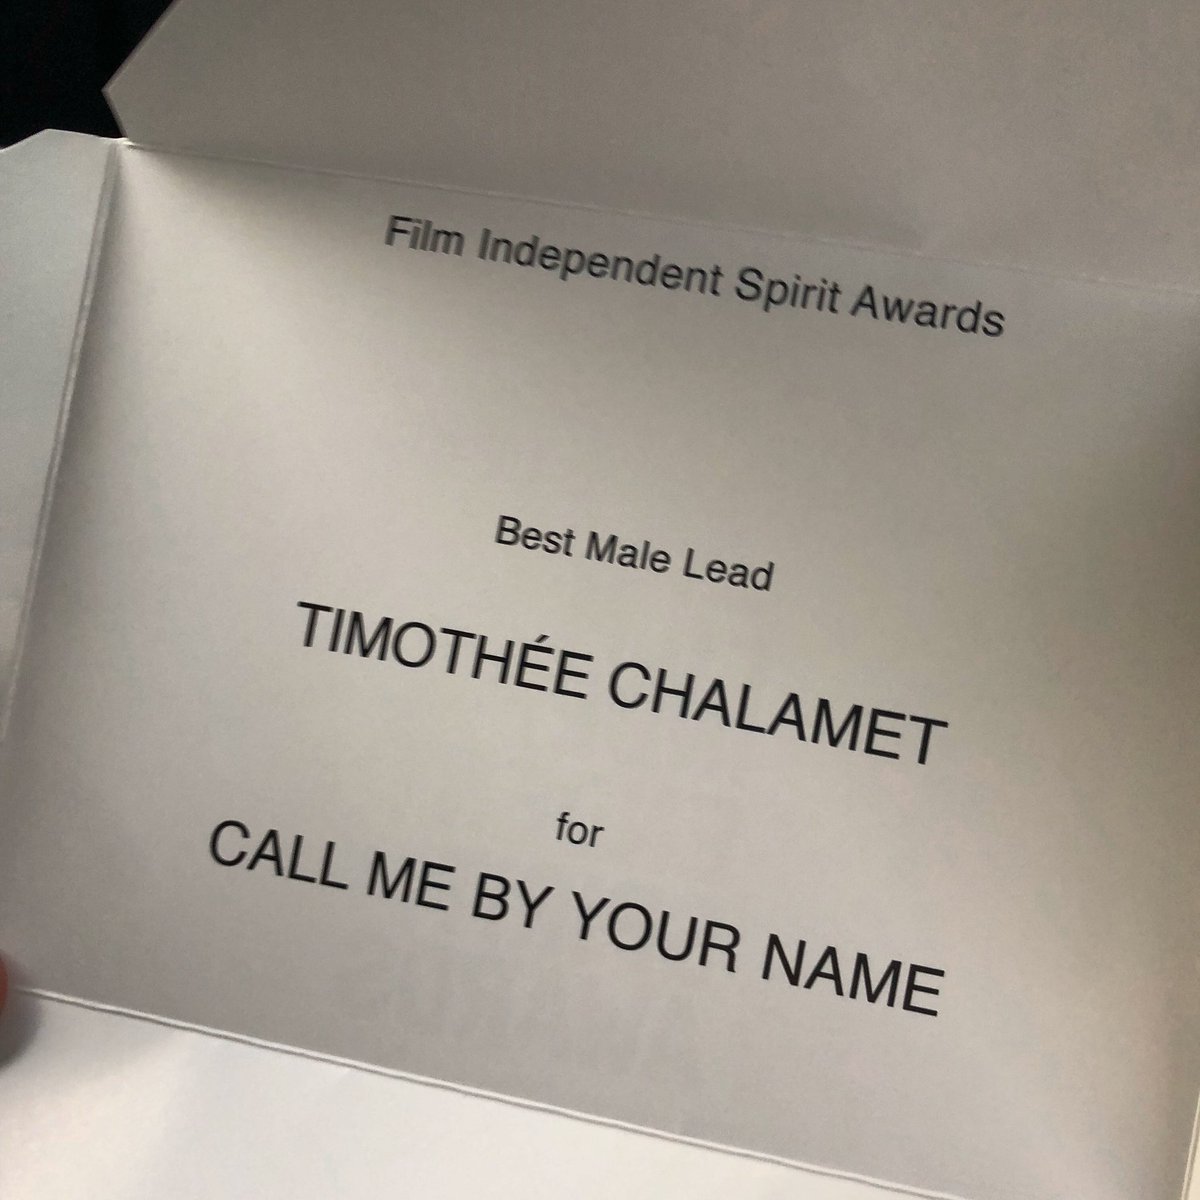 Film Independent Spirit Awards
Best Male Lead
TIMOTHÉE CHALAMET
for
CALL ME BY YOUR NAME